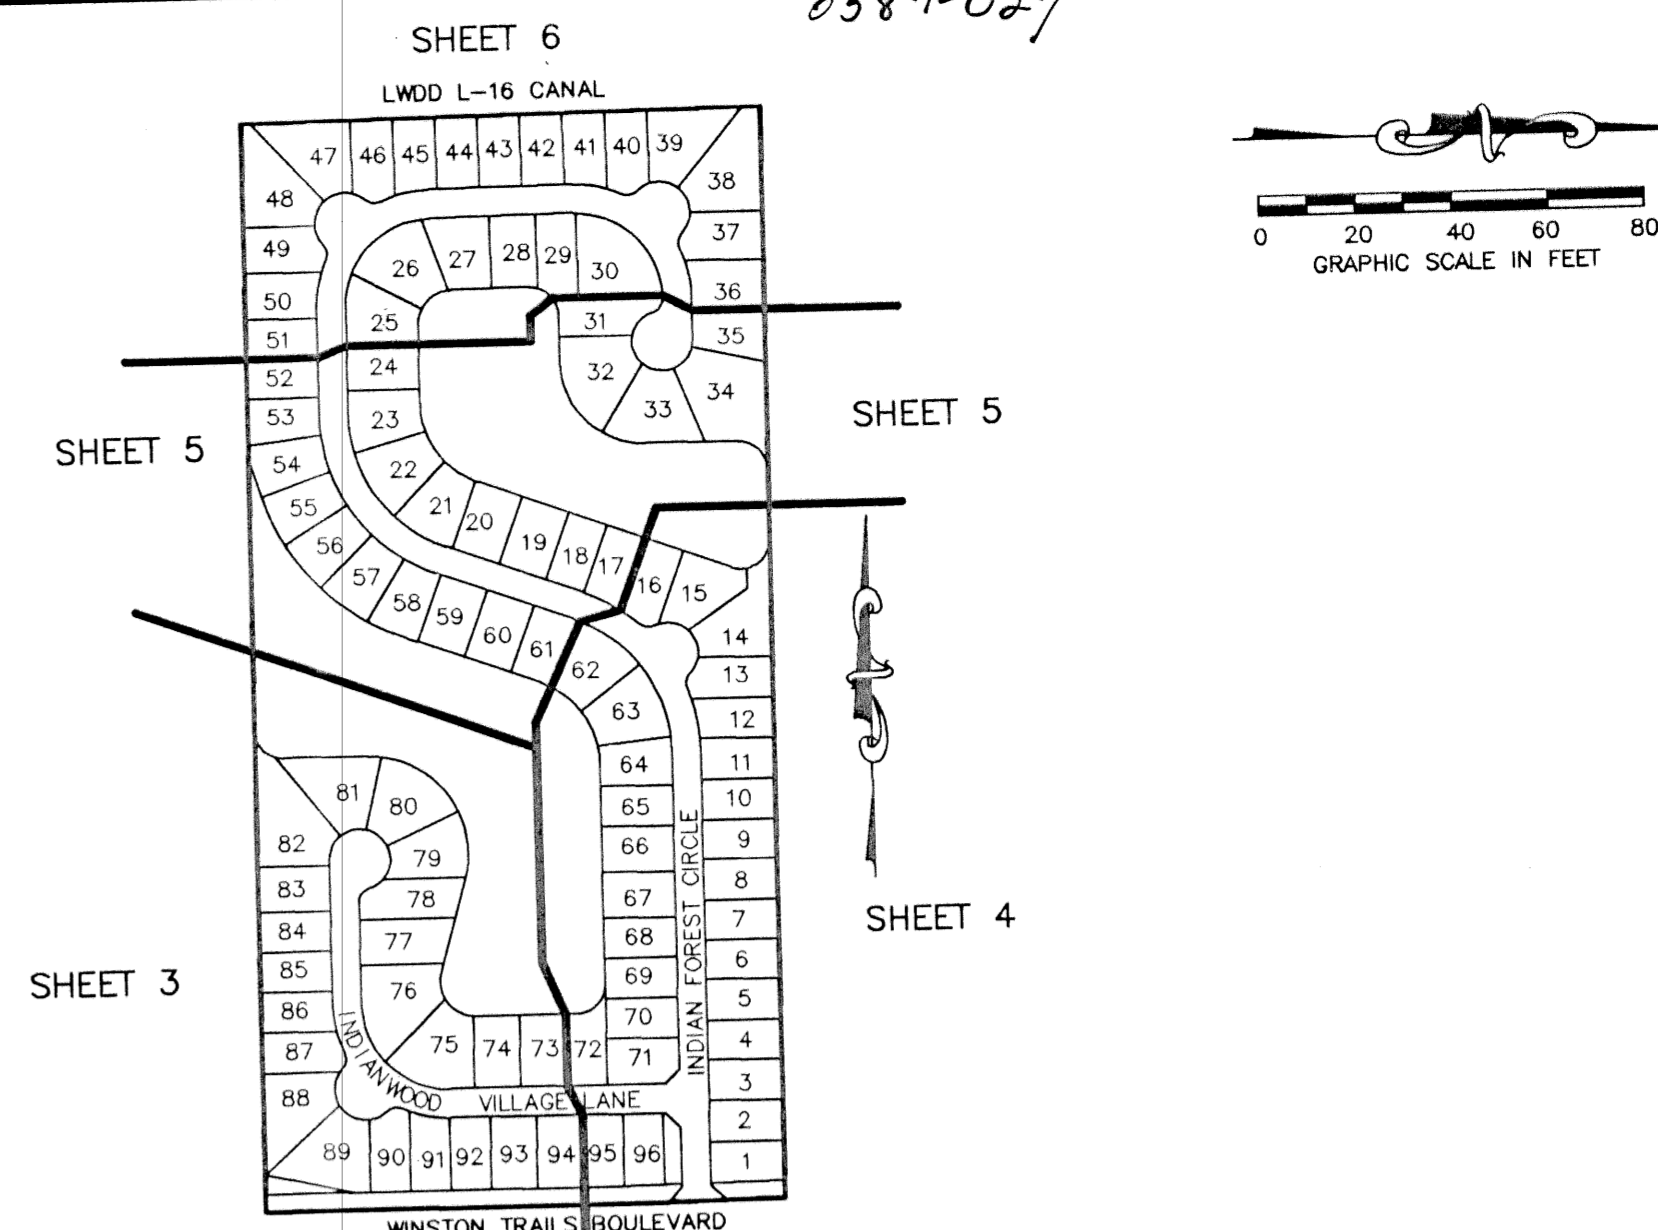 SHEET 6
LWDD L-16 CANAL
47 46 45 44 43 42 41 40 39
48 38
49 37
26 27 28 29 30
50 36
51 25 31 35
52 24 32 34
53 23 33
0 20 40 60 80
GRAPHIC SCALE IN FEET
SHEET 5
SHEET 5
54 22
55 21 20 19 18 17 16 15
56
57 58 59 60 61 62
14
13
63 12
64 11
81 80 65 10
82 79 66 9
83 78 67 8
84 77 68 7
85 76 69 6
86 70 5
87 75 74 73 72 71 4
88 3
2
89 90 91 92 93 94 95 96 1
INDIAN FOREST CIRCLE
SHEET 4
SHEET 3
INDIANWOOD VILLAGE LANE
WINSTON TRAILS BOULEVARD